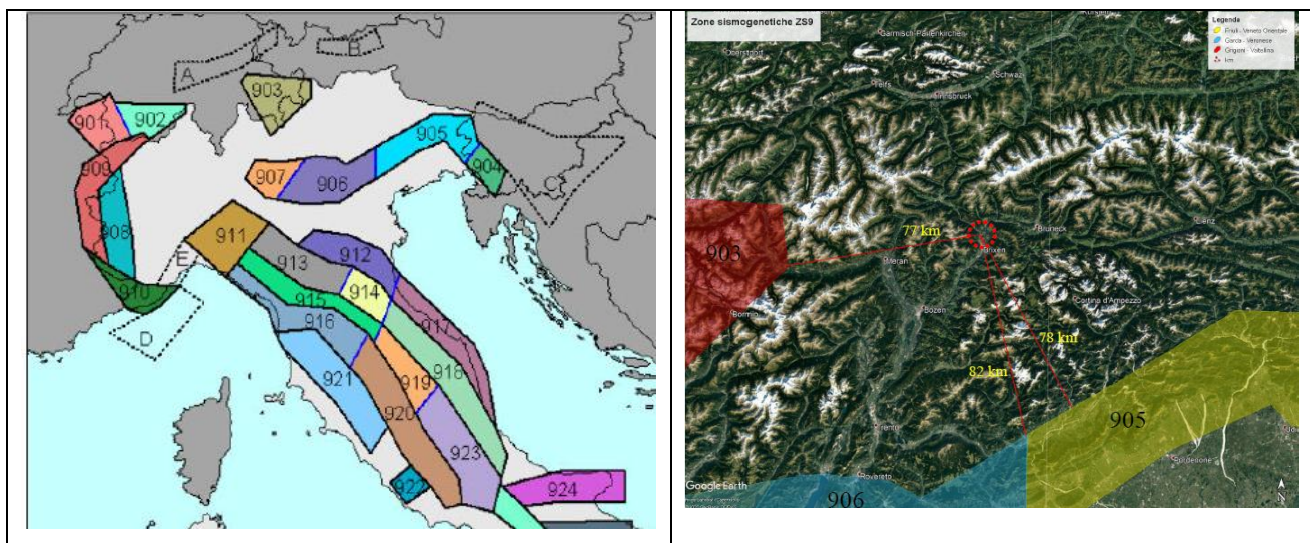 A
B
903
901
902
905
909
904
907
906
C
908
911
E
912
913
910
914
915
D
916
917
921
919
918
920
923
922
924
Zone sismogenetiche ZS9
Legenda
Friuli - Veneto Orientale
Garda - Veronese
Grigioni - Valtellina
km
Garmisch-Partenkirchen
Oberstdorf
Schwaz
Telfs
Innsbruck
903
77 km
Bruneck
Lienz
Brixen
Meran
Cortina d'Ampezzo
Bormio
Bozen
78 km
82 km
905
Trento
Pordenone
Rovereto
Google Earth
906
N